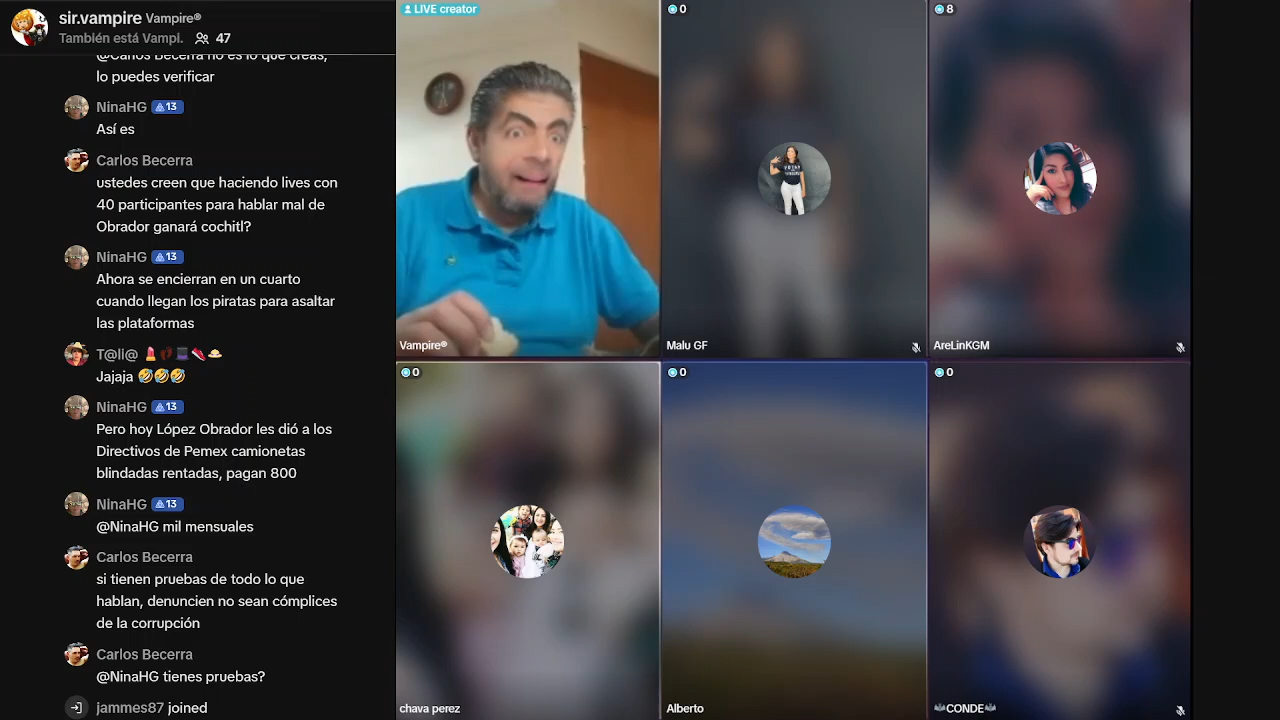 sir.vampire Vampire®
También está Vampi. 47
@Carlos Becerra no es lo que creas,
lo puedes verificar
NinaHG 13
Así es
Carlos Becerra
ustedes creen que haciendo lives con
40 participantes para hablar mal de
Obrador ganará cochitl?
NinaHG 13
Ahora se encierran en un cuarto
cuando llegan los piratas para asaltar
las plataformas
T@li@ 💄👣🎩👠👒
Jajaja 🤣🤣🤣
NinaHG 13
Pero hoy López Obrador les dió a los
Directivos de Pemex camionetas
blindadas rentadas, pagan 800
NinaHG 13
@NinaHG mil mensuales
Carlos Becerra
si tienen pruebas de todo lo que
hablan, denuncien no sean cómplices
de la corrupción
Carlos Becerra
@NinaHG tienes pruebas?
jammes87 joined
LIVE creator
Vampire®
0
VOTAR
Malu GF
8
AreLinKGM
0
chava perez
0
Alberto
0
🦇CONDE🦇